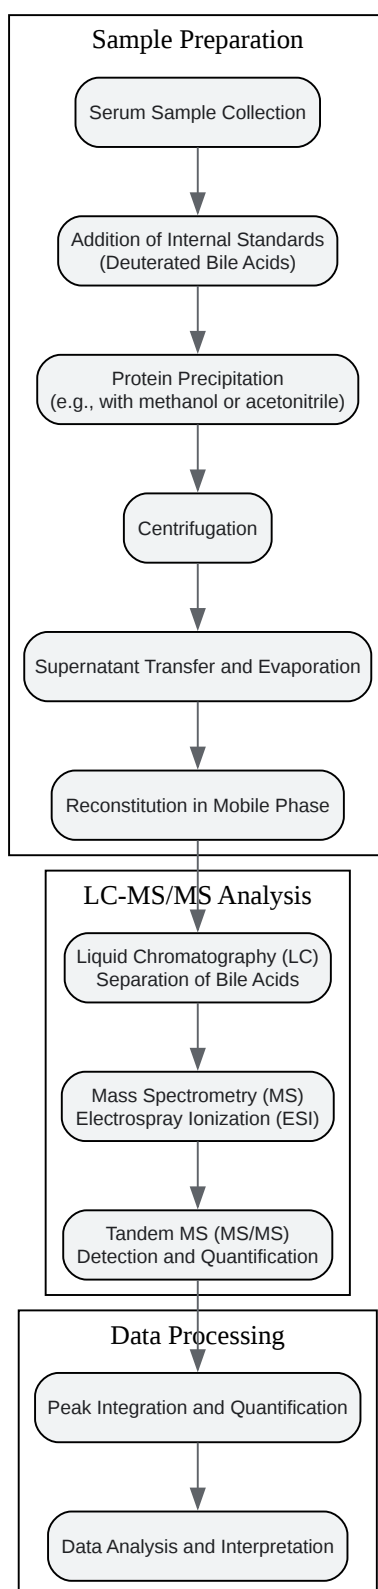 Sample Preparation
Serum Sample Collection
Addition of Internal Standards
(Deuterated Bile Acids)
Protein Precipitation
(e.g., with methanol or acetonitrile)
Centrifugation
Supernatant Transfer and Evaporation
Reconstitution in Mobile Phase
LC-MS/MS Analysis
Liquid Chromatography (LC)
Separation of Bile Acids
Mass Spectrometry (MS)
Electrospray Ionization (ESI)
Tandem MS (MS/MS)
Detection and Quantification
Data Processing
Peak Integration and Quantification
Data Analysis and Interpretation